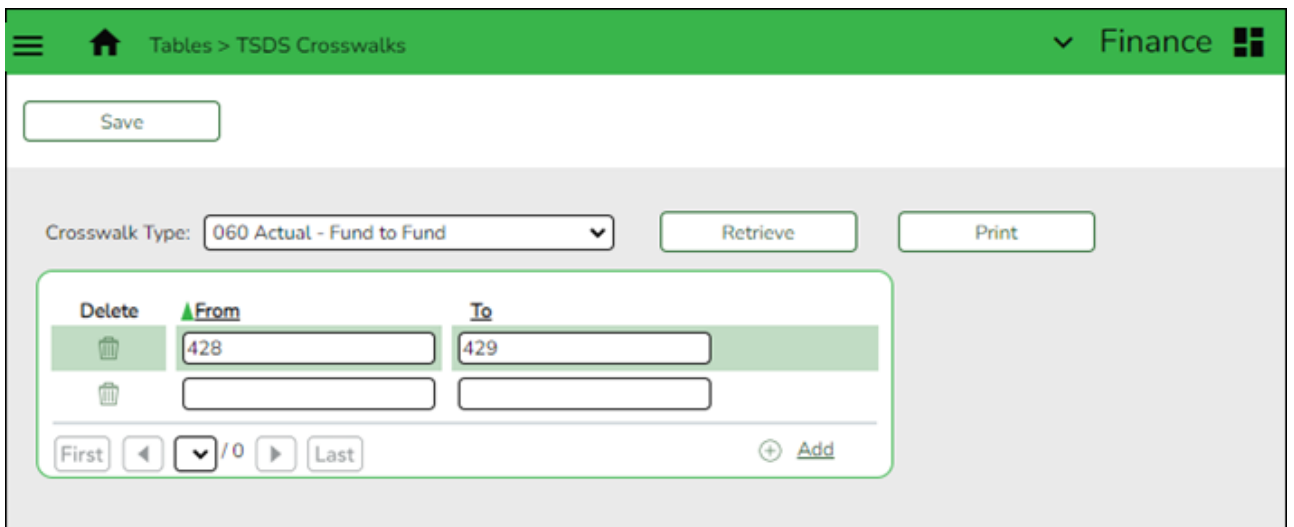 Tables > TSDS Crosswalks
Finance
Save
Crosswalk Type: 060 Actual - Fund to Fund Retrieve Print
Delete From To
428 429
First / 0 Last Add